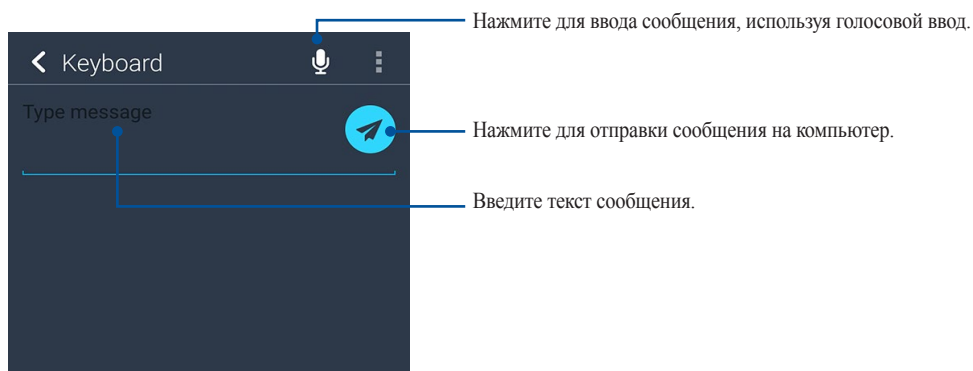 Нажмите для ввода сообщения, используя голосовой ввод.
Keyboard
Type message
Нажмите для отправки сообщения на компьютер.
Введите текст сообщения.